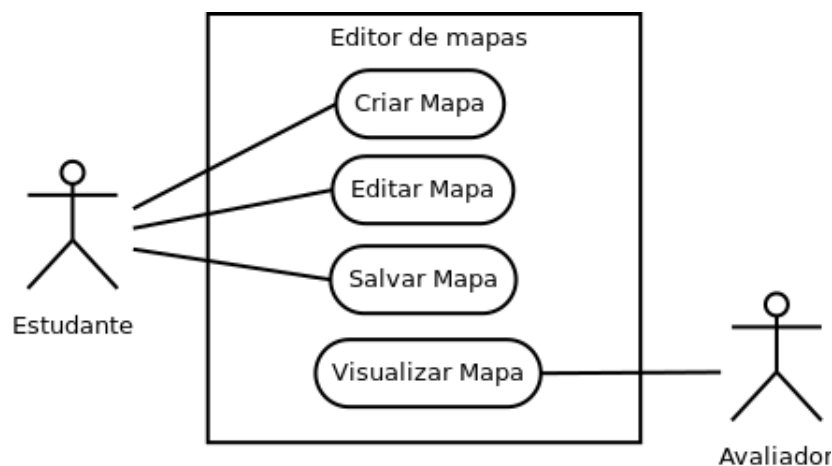 Editor de mapas
Criar Mapa
Editar Mapa
Salvar Mapa
Estudante
Visualizar Mapa
Avaliador